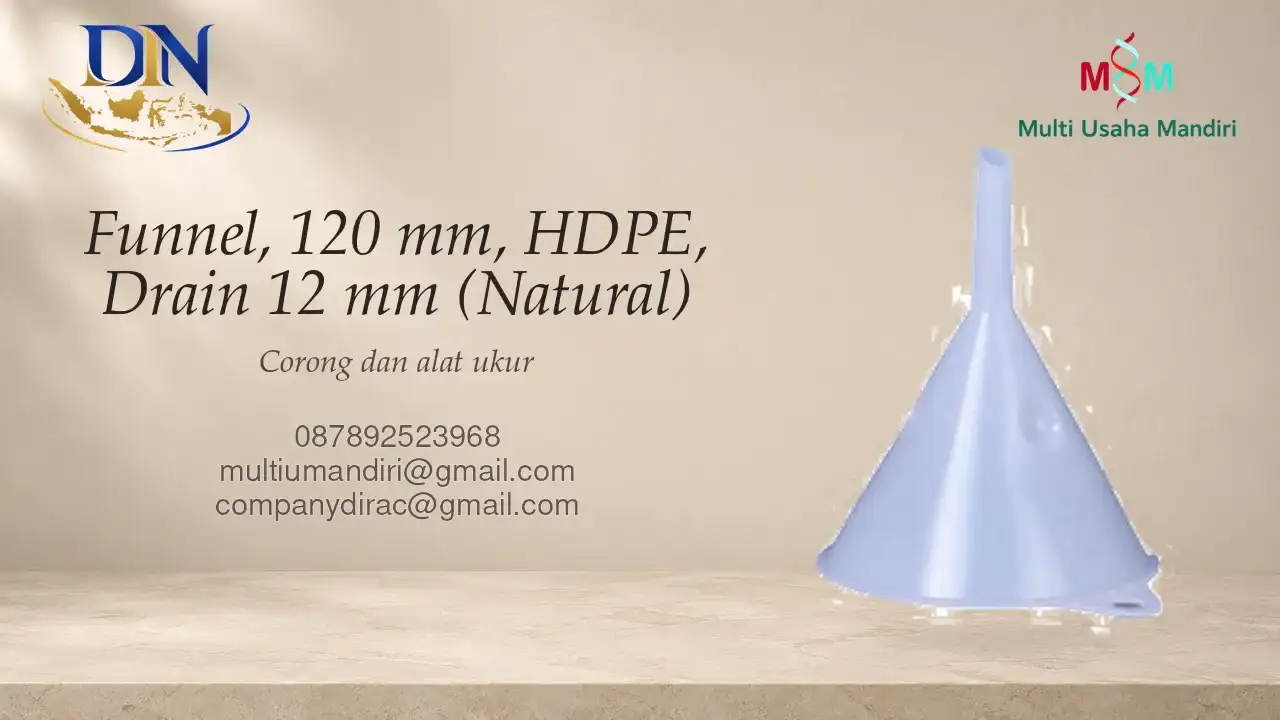 DIN
MSM
Multi Usaha Mandiri
Funnel, 120 mm, HDPE,
Drain 12 mm (Natural)
Corong dan alat ukur
087892523968
multiumandiri@gmail.com
companydirac@gmail.com